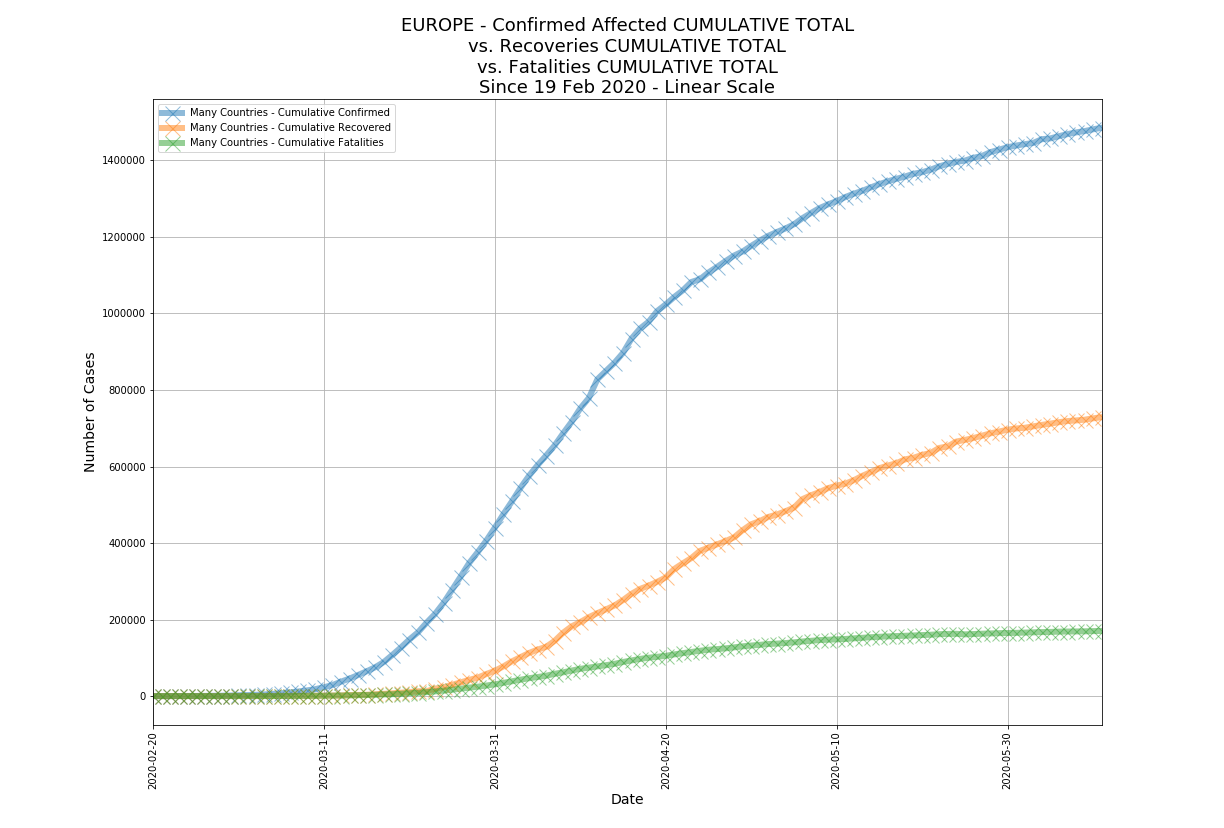 EUROPE - Confirmed Affected CUMULATIVE TOTAL
vs. Recoveries CUMULATIVE TOTAL
vs. Fatalities CUMULATIVE TOTAL
Since 19 Feb 2020 - Linear Scale
Many Countries - Cumulative Confirmed
Many Countries - Cumulative Recovered
Many Countries - Cumulative Fatalities
1400000
1200000
1000000
800000
600000
400000
200000
0
Number of Cases
2020-02-20
2020-03-11
2020-03-31
2020-04-20
2020-05-10
2020-05-30
Date